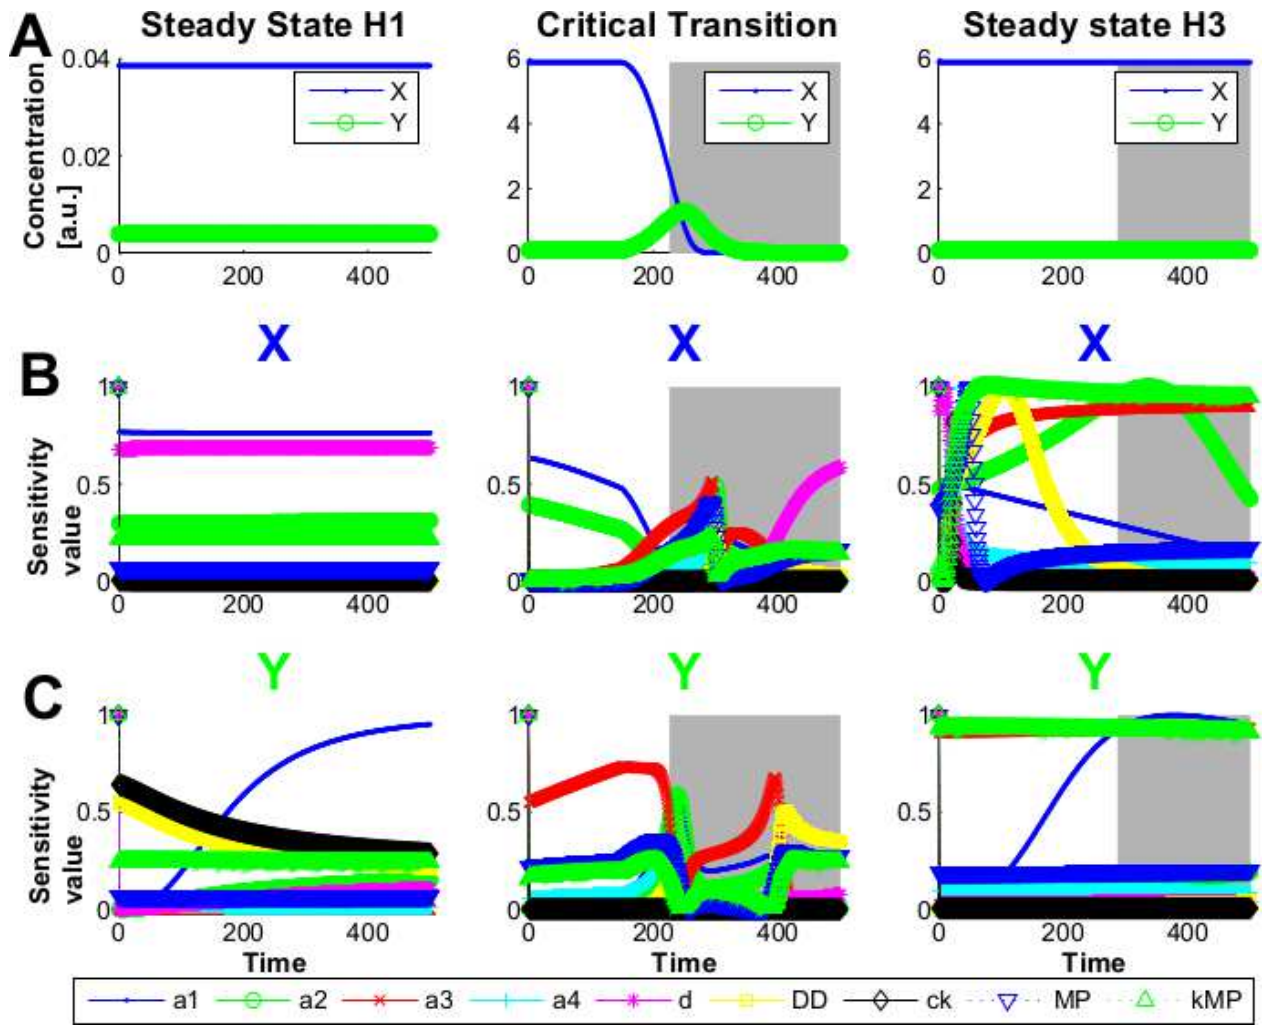 A
Steady State H1
Critical Transition
Steady state H3
Concentration [a.u.]
0.04
0.02
0
0 200 400
X
Y
6
4
2
0
0 200 400
X
Y
6
4
2
0
0 200 400
X
Y
B
X
X
X
Sensitivity value
1
0.5
0
0 200 400
1
0.5
0
0 200 400
1
0.5
0
0 200 400
C
Y
Y
Y
Sensitivity value
1
0.5
0
0 200 400
Time
1
0.5
0
0 200 400
Time
1
0.5
0
0 200 400
Time
a1 a2 a3 a4 d DD ck MP kMP